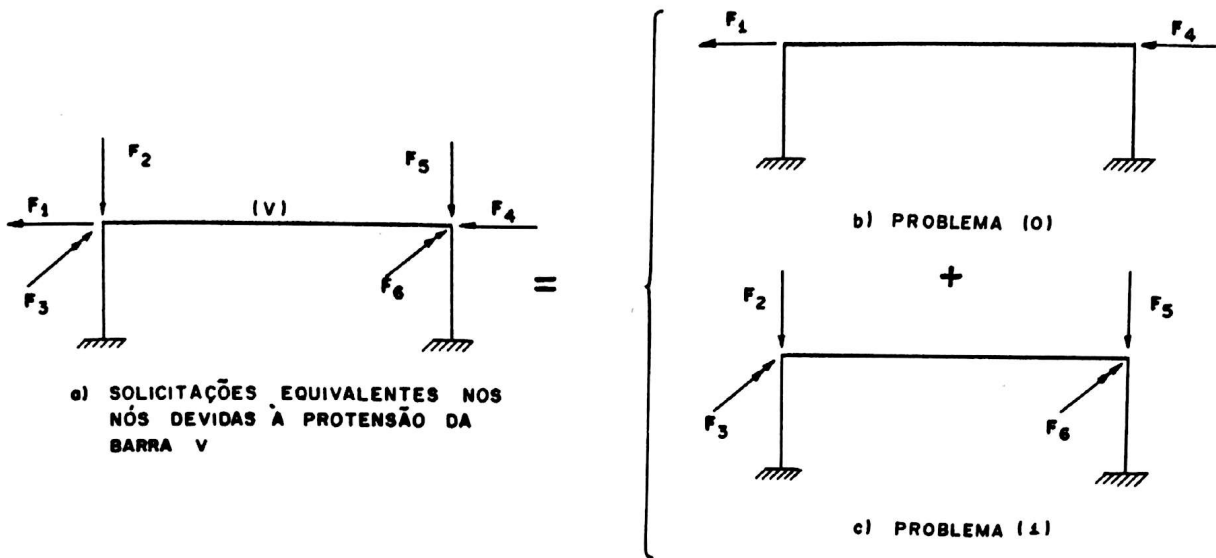 F1
F4
b) PROBLEMA (0)
F2
F5
F1
(V)
F4
F3
F6
=
+
a) SOLICITAÇÕES EQUIVALENTES NOS
NÓS DEVIDAS À PROTENSÃO DA
BARRA V
F2
F5
F3
F6
c) PROBLEMA (1)